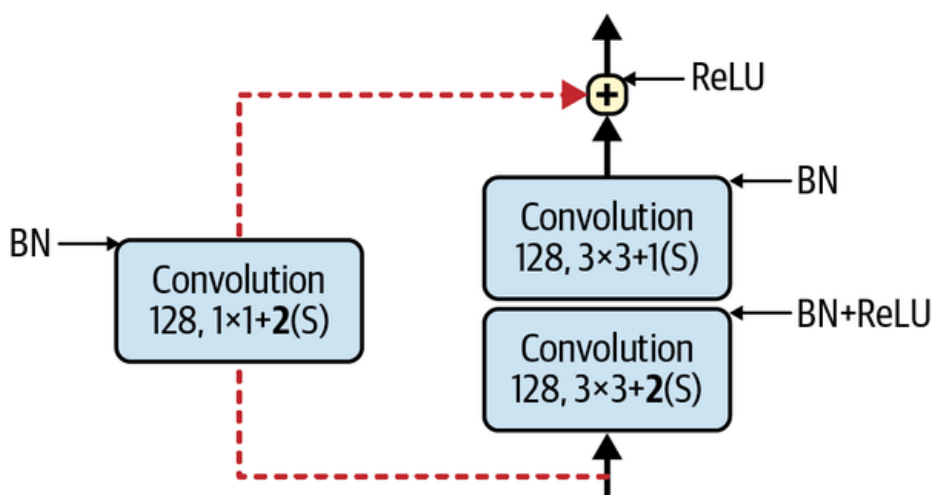 ReLU
BN
Convolution
128, 3×3+1(S)
BN
Convolution
128, 1×1+2(S)
BN+ReLU
Convolution
128, 3×3+2(S)